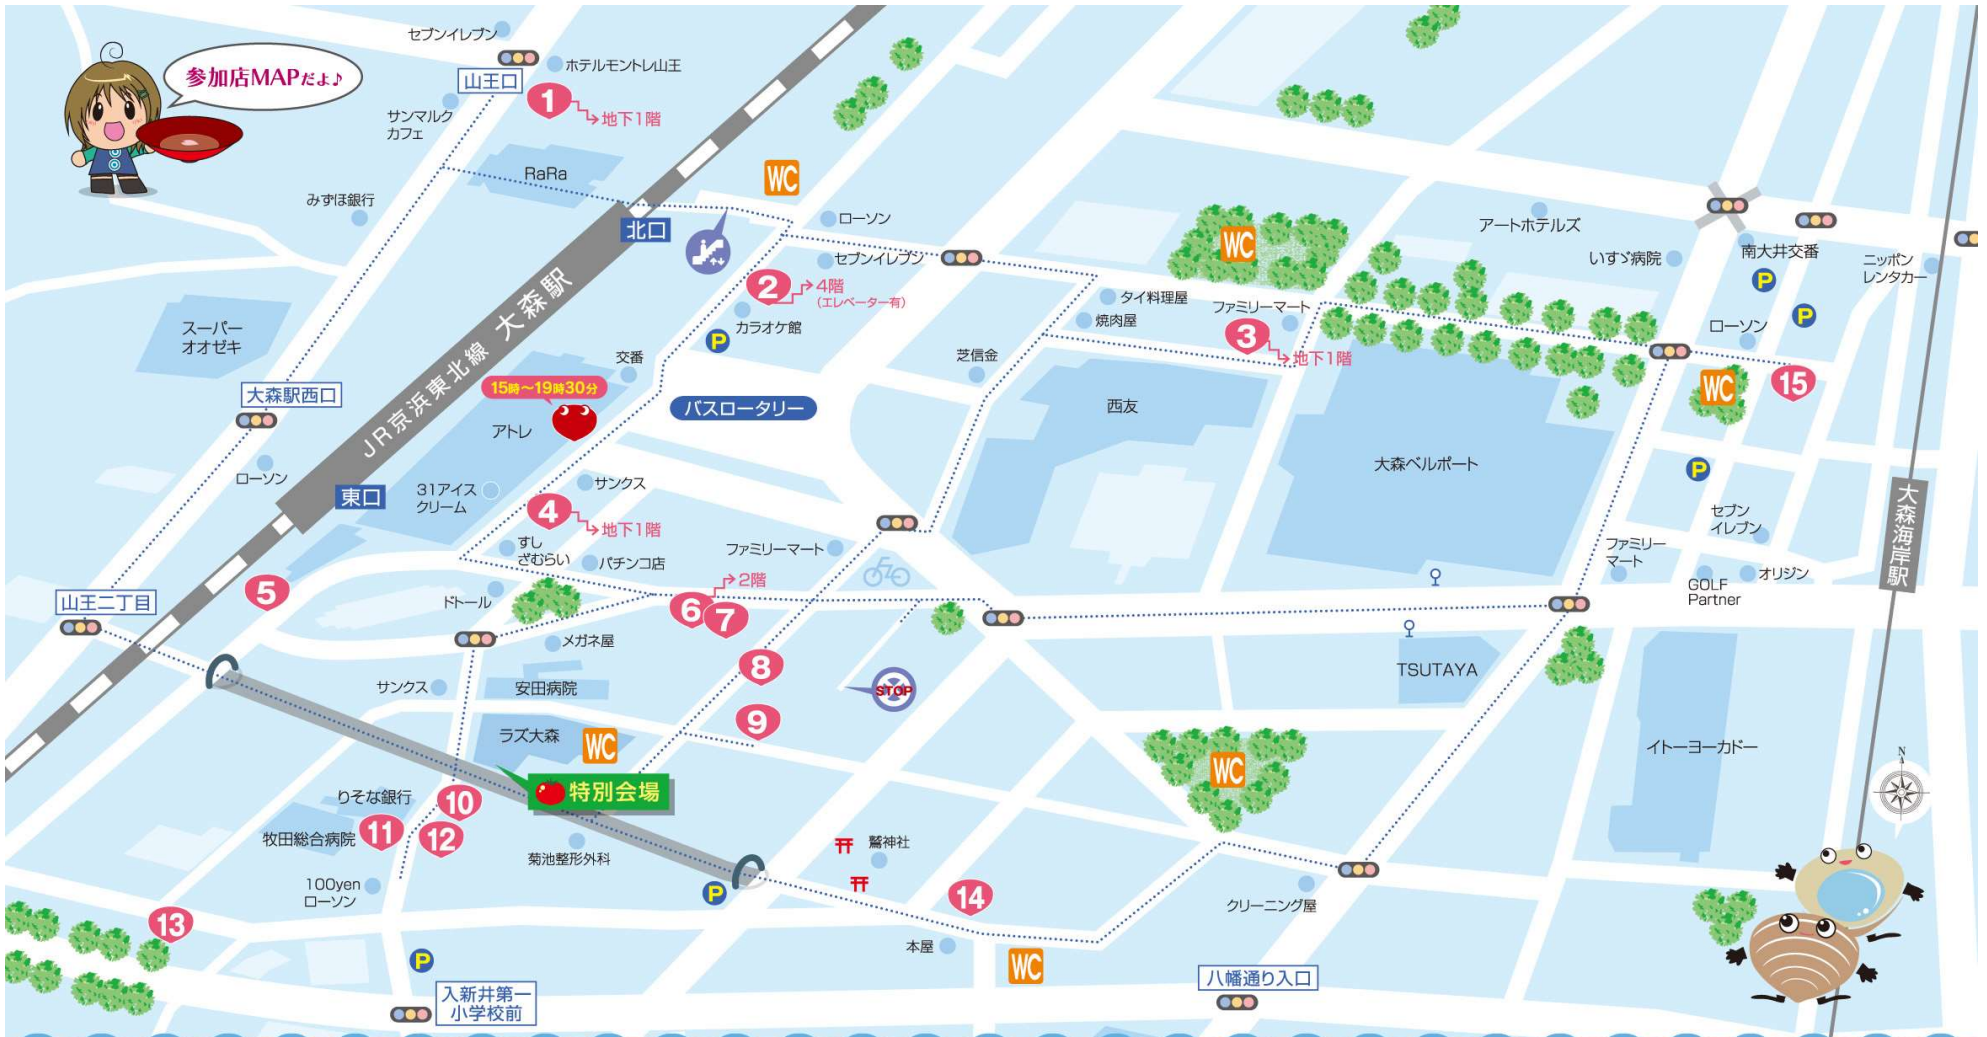 参加店MAPだよ♪
セブンイレブン
山王口
ホテルモントレ山王
1
地下1階
サンマルク
カフェ
RaRa
みずほ銀行
WC
北口
ローソン
セブンイレブン
2
4階
(エレベーター有)
カラオケ館
P
WC
タイ料理屋
焼肉屋
ファミリーマート
3
地下1階
アートホテルズ
いすゞ病院
南大井交番
P
ニッポン
レンタカー
P
ローソン
WC
15
スーパー
オオゼキ
JR京浜東北線 大森駅
大森駅西口
ローソン
東口
交番
15時〜19時30分
アトレ
バスロータリー
芝信金
西友
大森ベルポート
P
31アイス
クリーム
サンクス
4
地下1階
すし
ざむらい
パチンコ店
ファミリーマート
セブン
イレブン
ファミリー
マート
GOLF
Partner
オリジン
大森海岸駅
5
山王二丁目
ドトール
2階
6
7
メガネ屋
8
サンクス
安田病院
STOP
TSUTAYA
9
ラズ大森
WC
特別会場
WC
イトーヨーカドー
N
りそな銀行
10
11
12
牧田総合病院
菊池整形外科
鷲神社
100yen
ローソン
P
14
クリーニング屋
13
本屋
WC
P
入新井第一
小学校前
八幡通り入口